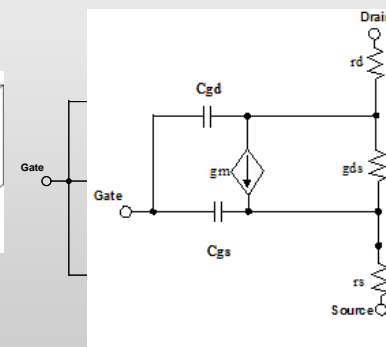 Drain
rd
Cgd
Gate
gm
gds
Gate
Cgs
rs
Source